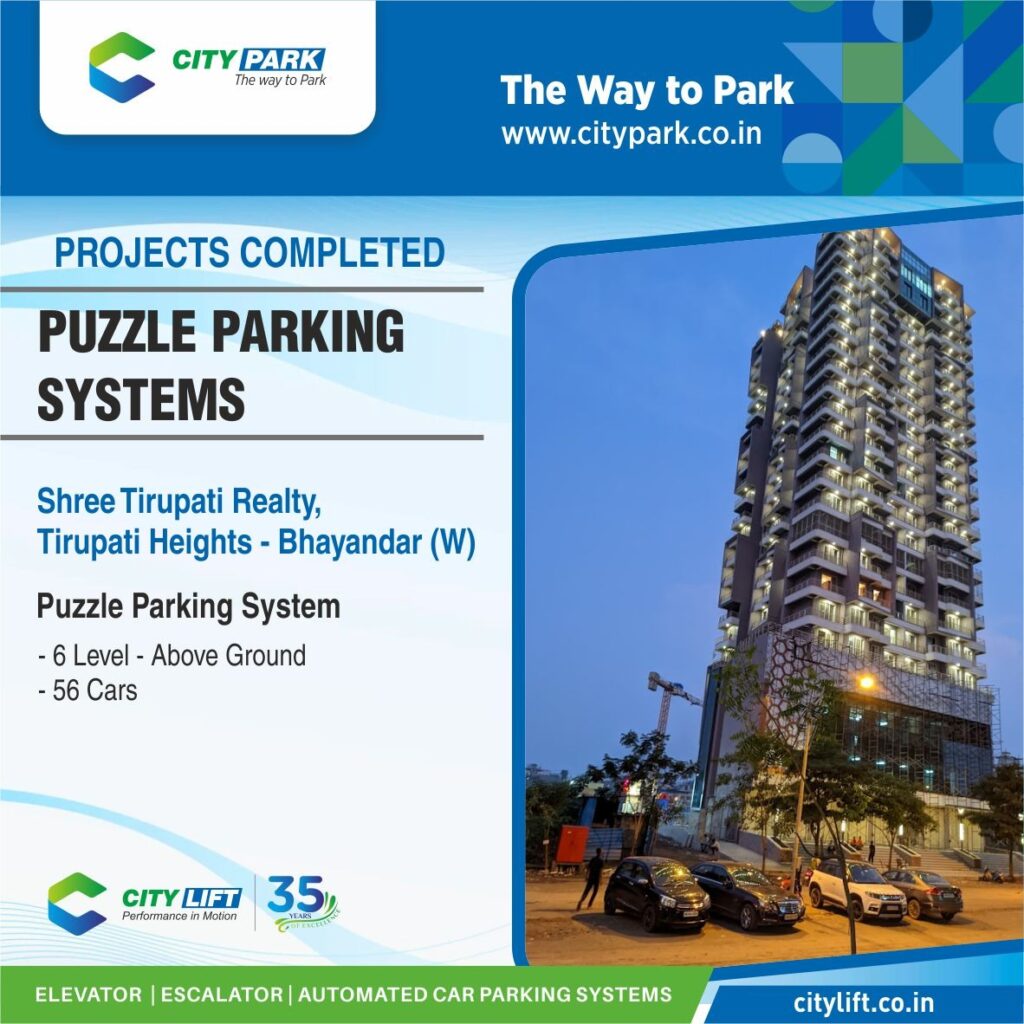 CITY PARK
The way to Park
The Way to Park
www.citypark.co.in
PROJECTS COMPLETED
PUZZLE PARKING
SYSTEMS
Shree Tirupati Realty,
Tirupati Heights - Bhayandar (W)
Puzzle Parking System
- 6 Level - Above Ground
- 56 Cars
CITY LIFT
Performance in Motion
35
YEARS
OF EXCELLENCE
ELEVATOR | ESCALATOR | AUTOMATED CAR PARKING SYSTEMS
citylift.co.in